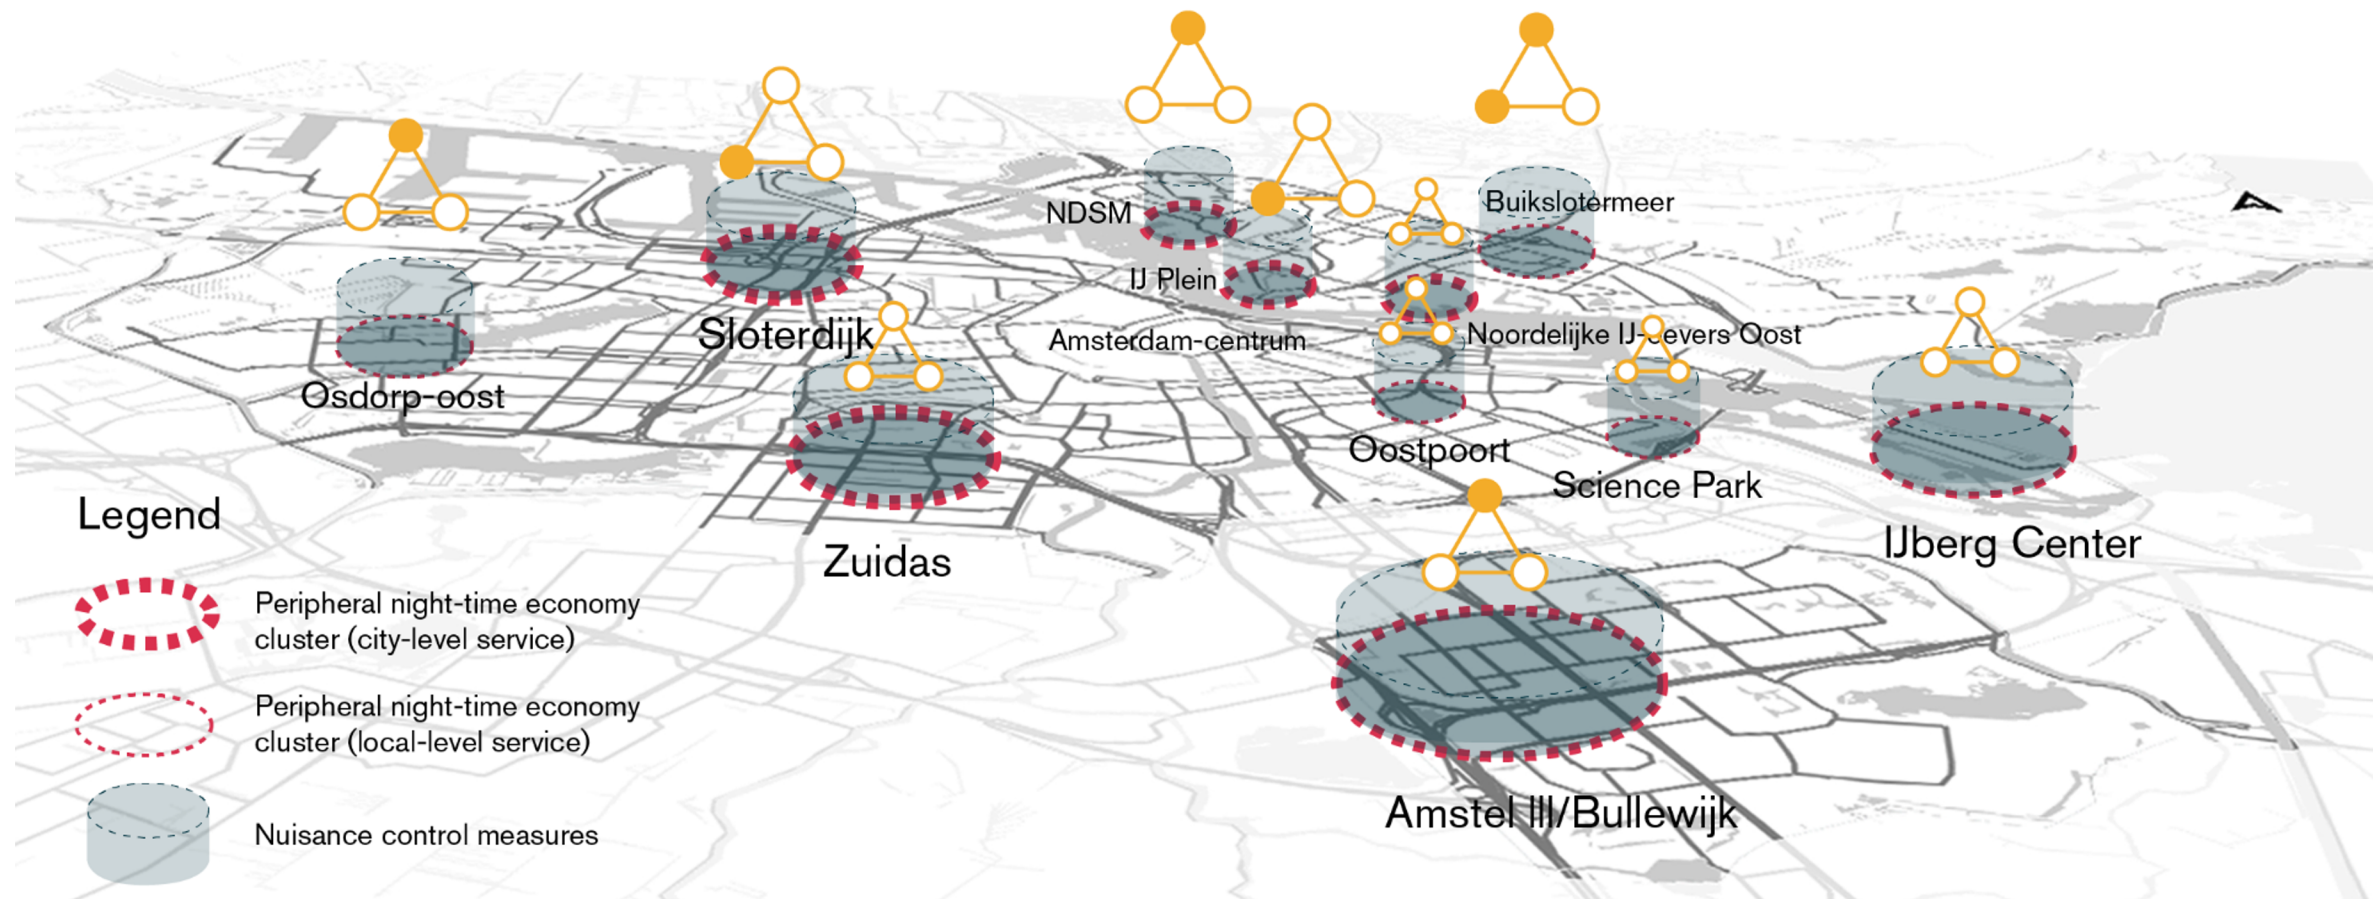 Buikslotermeer
NDSM
IJ Plein
Sloterdijk
Amsterdam-centrum
Noordelijke IJ-oevers Oost
Osdorp-oost
Oostpoort
Science Park
IJberg Center
Zuidas
Amstel III/Bullewijk
Legend
Peripheral night-time economy
cluster (city-level service)
Peripheral night-time economy
cluster (local-level service)
Nuisance control measures